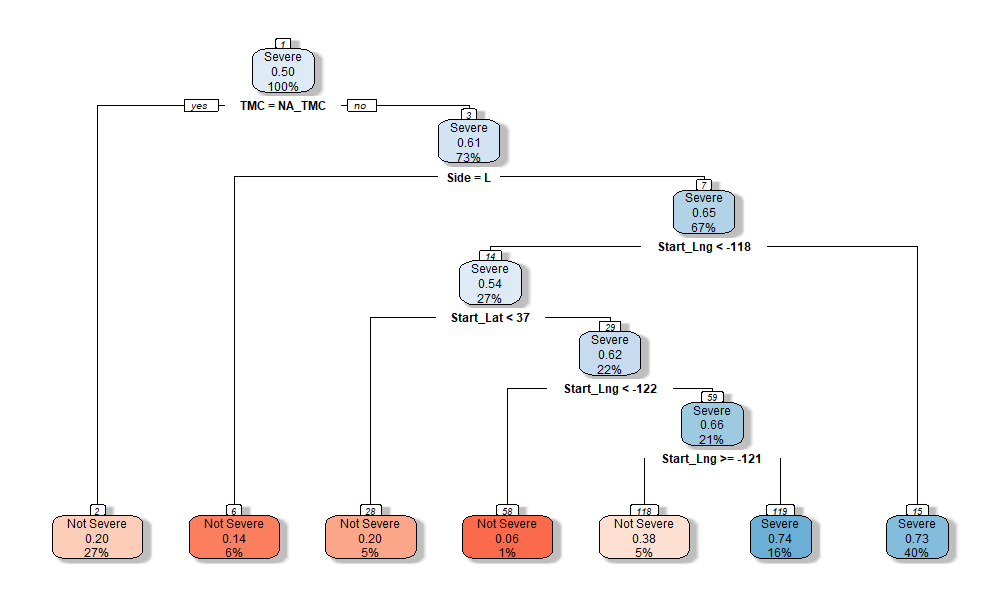 1
Severe
0.50
100%
yes
TMC = NA_TMC
no
3
Severe
0.61
73%
Side = L
7
Severe
0.65
67%
Start_Lng < -118
14
Severe
0.54
27%
Start_Lat < 37
29
Severe
0.62
22%
Start_Lng < -122
59
Severe
0.66
21%
Start_Lng >= -121
2
Not Severe
0.20
27%
6
Not Severe
0.14
6%
28
Not Severe
0.20
5%
58
Not Severe
0.06
1%
118
Not Severe
0.38
5%
119
Severe
0.74
16%
15
Severe
0.73
40%